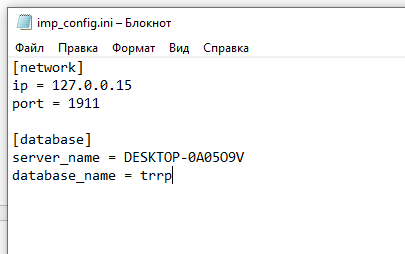 imp_config.ini – Блокнот
Файл Правка Формат Вид Справка
[network]
ip = 127.0.0.15
port = 1911

[database]
server_name = DESKTOP-0A05O9V
database_name = trrp